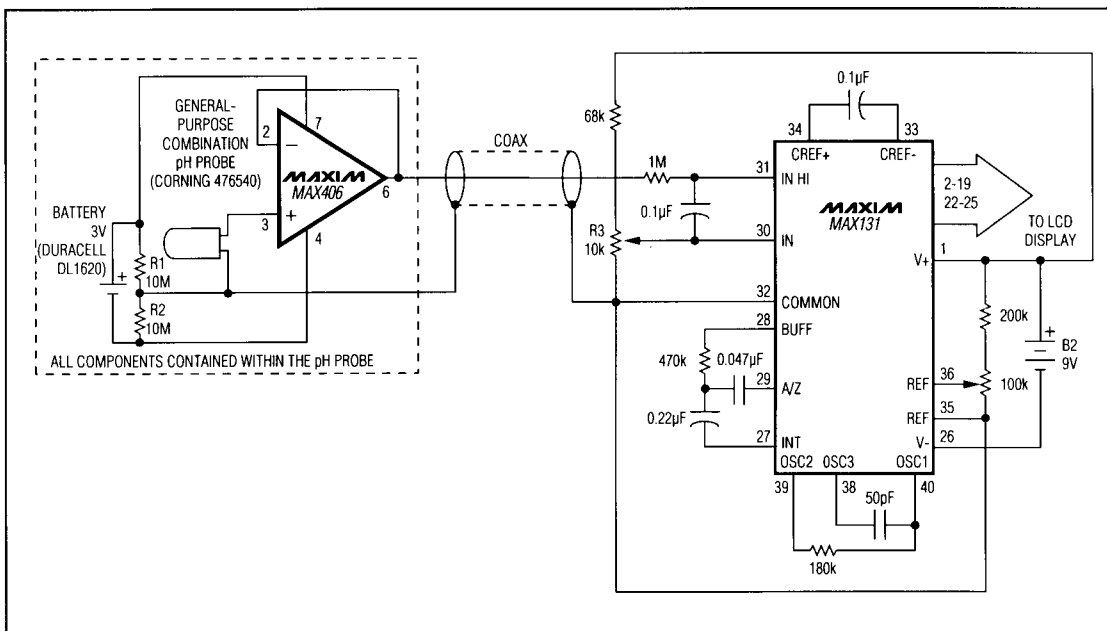 GENERAL-
PURPOSE
COMBINATION
pH PROBE
(CORNING 476540)
BATTERY
3V
(DURACELL
DL1620)
+
R1
10M
R2
10M
2
−
7
MAXIM
MAX406
6
3
+
4
ALL COMPONENTS CONTAINED WITHIN THE pH PROBE
COAX
68k
1M
0.1µF
R3
10k
0.1µF
34
33
CREF+
CREF-
31
IN HI
MAXIM
MAX131
2-19
22-25
TO LCD
DISPLAY
30
IN
1
V+
32
COMMON
28
BUFF
200k
+
B2
9V
470k
0.047µF
29
A/Z
36
REF
100k
35
REF
0.22µF
27
INT
V-
26
OSC2
OSC3
OSC1
39
38
40
50pF
180k